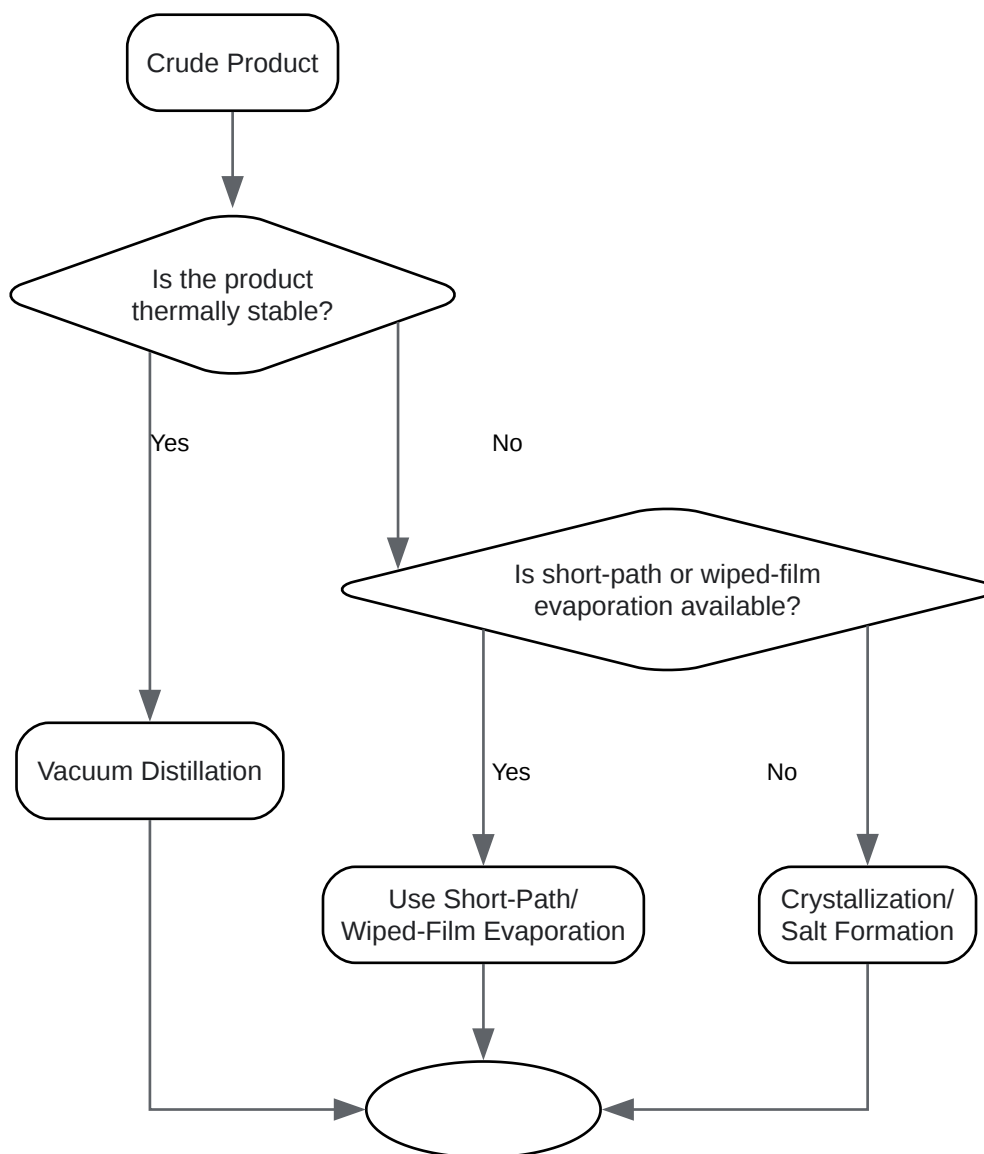 Crude Product
Is the product
thermally stable?
Yes
No
Is short-path or wiped-film
evaporation available?
Vacuum Distillation
Yes
No
Use Short-Path/
Wiped-Film Evaporation
Crystallization/
Salt Formation